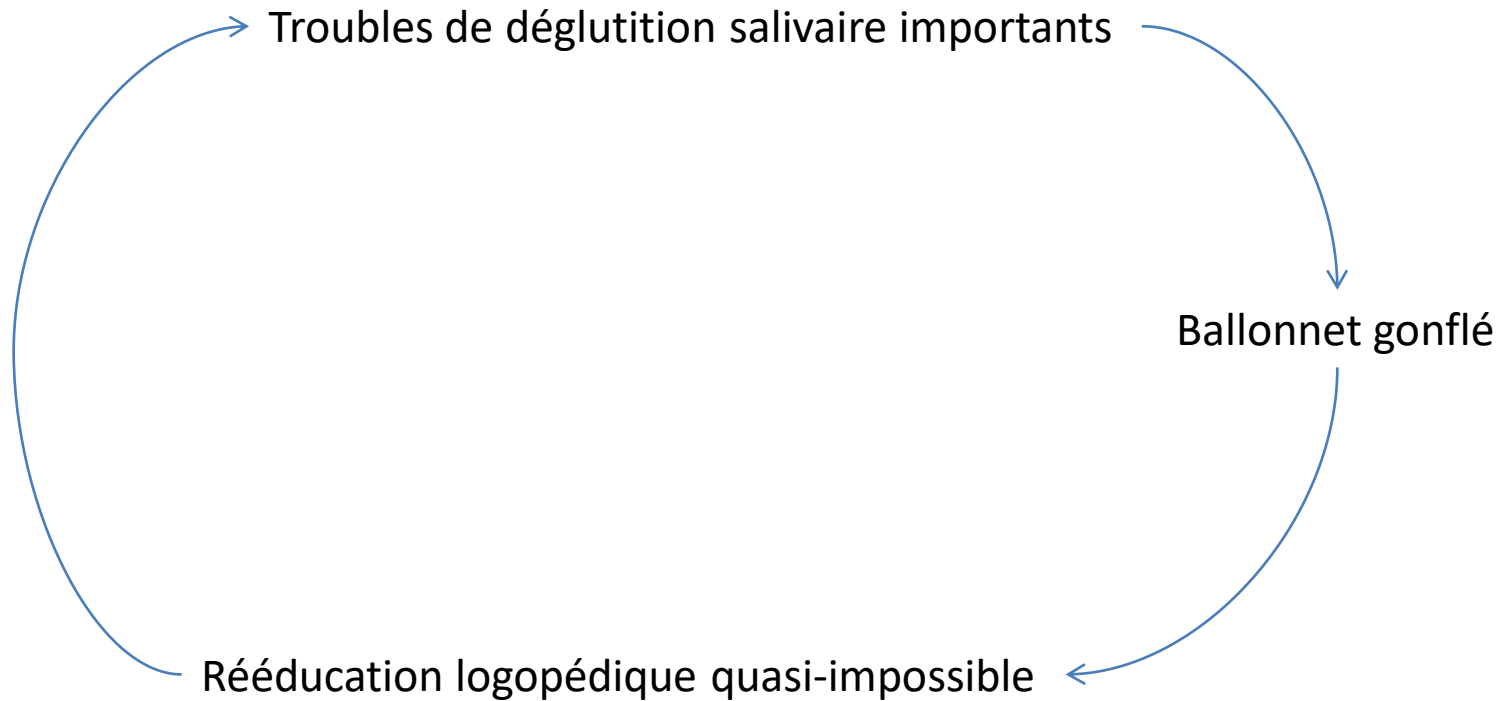 Troubles de déglutition salivaire importants
Ballonnet gonflé
Rééducation logopédique quasi-impossible